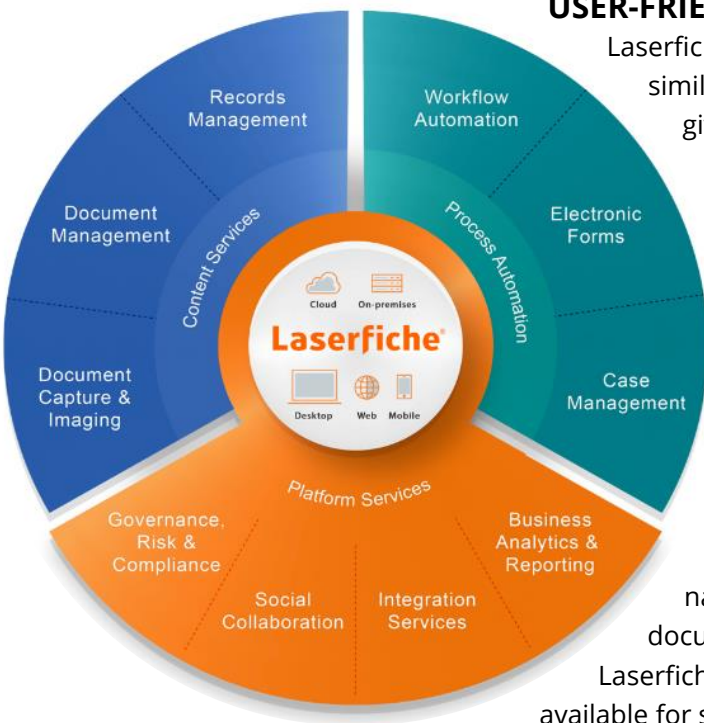 USER-FRIE
Laserfic
simil
gi
Records
Management
Workflow
Automation
Document
Management
Electronic
Forms
Content Services
Process Automation
Cloud
On-premises
Laserfiche®
Desktop
Web
Mobile
Document
Capture &
Imaging
Case
Management
Platform Services
Governance,
Risk &
Compliance
Business
Analytics &
Reporting
Social
Collaboration
Integration
Services
na
docu
Laserfich
available for s